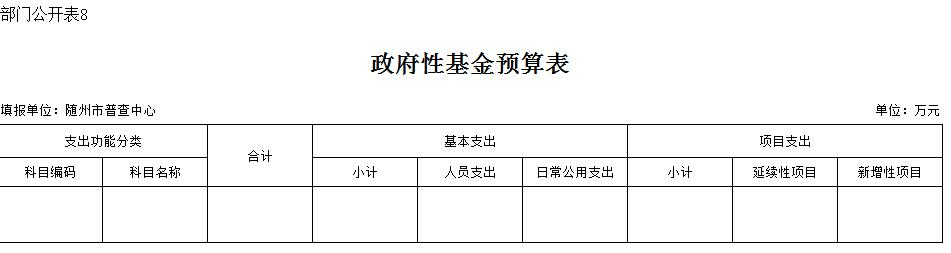 部门公开表8
政府性基金预算表
填报单位：随州市普查中心 单位：万元
支出功能分类 合计 基本支出 项目支出
科目编码 科目名称 小计 人员支出 日常公用支出 小计 延续性项目 新增性项目